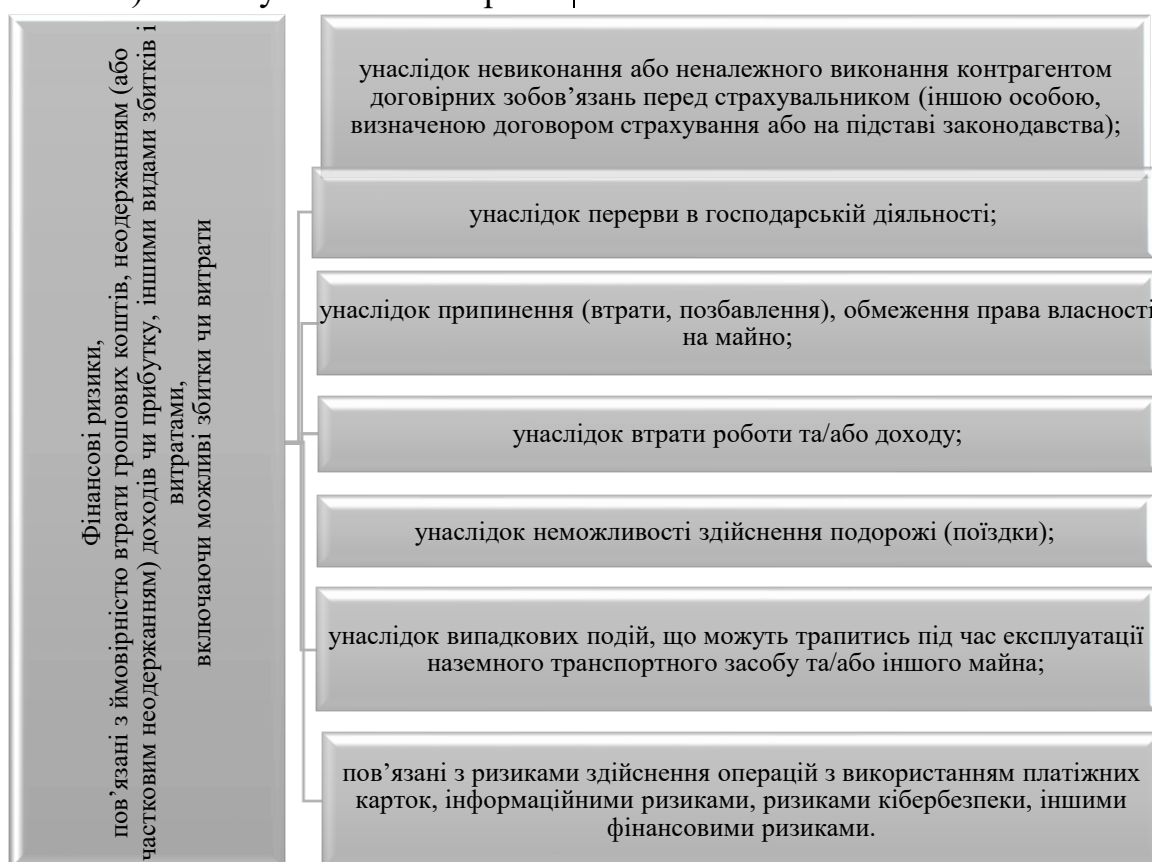 Фінансові ризики,
пов’язані з ймовірністю втрати грошових коштів, неодержанням (або
частковим неодержанням) доходів чи прибутку, іншими видами збитків і
витратами,
включаючи можливі збитки чи витрати
унаслідок невиконання або неналежного виконання контрагентом
договірних зобов’язань перед страхувальником (іншою особою,
визначеною договором страхування або на підставі законодавства);
унаслідок перерви в господарській діяльності;
унаслідок припинення (втрати, позбавлення), обмеження права власності
на майно;
унаслідок втрати роботи та/або доходу;
унаслідок неможливості здійснення подорожі (поїздки);
унаслідок випадкових подій, що можуть трапитись під час експлуатації
наземного транспортного засобу та/або іншого майна;
пов’язані з ризиками здійснення операцій з використанням платіжних
карток, інформаційними ризиками, ризиками кібербезпеки, іншими
фінансовими ризиками.